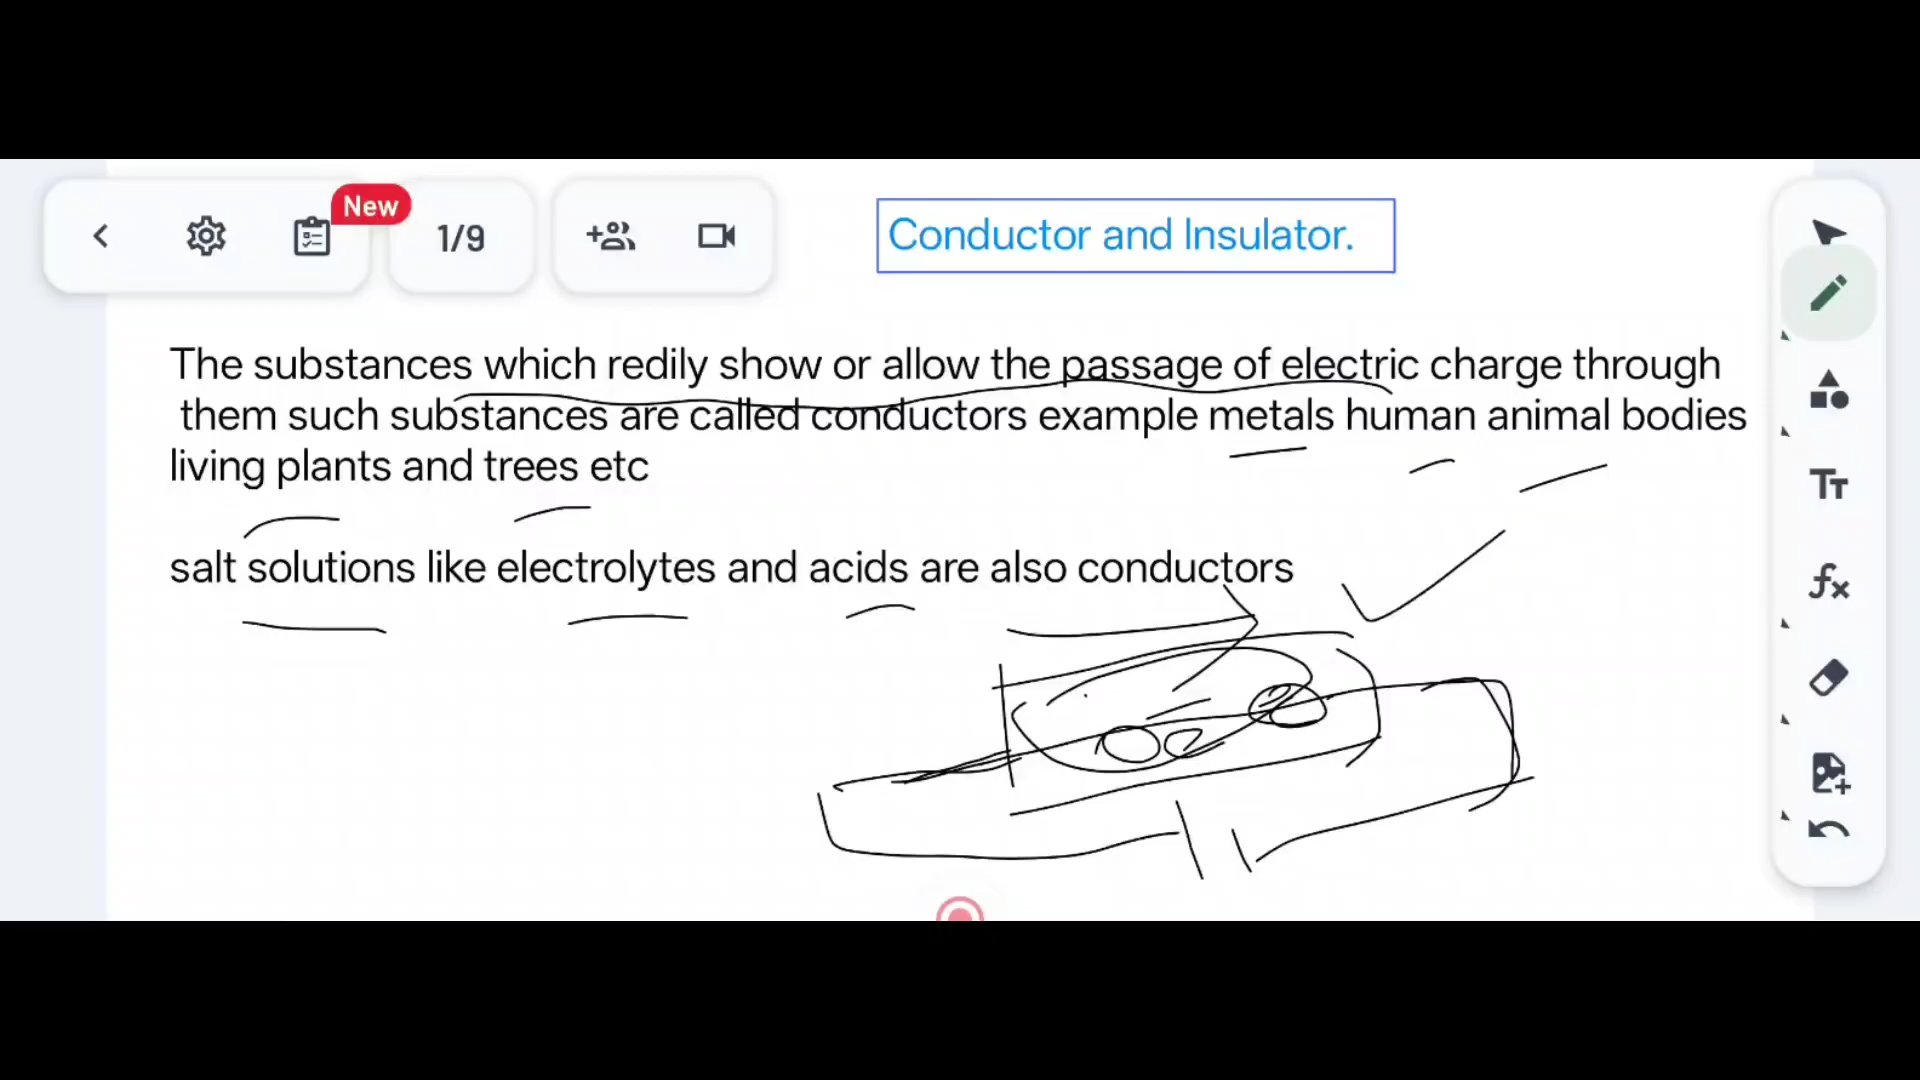 New
1/9
Conductor and Insulator.
The substances which redily show or allow the passage of electric charge through
them such substances are called conductors example metals human animal bodies
living plants and trees etc
salt solutions like electrolytes and acids are also conductors
Tт
fx